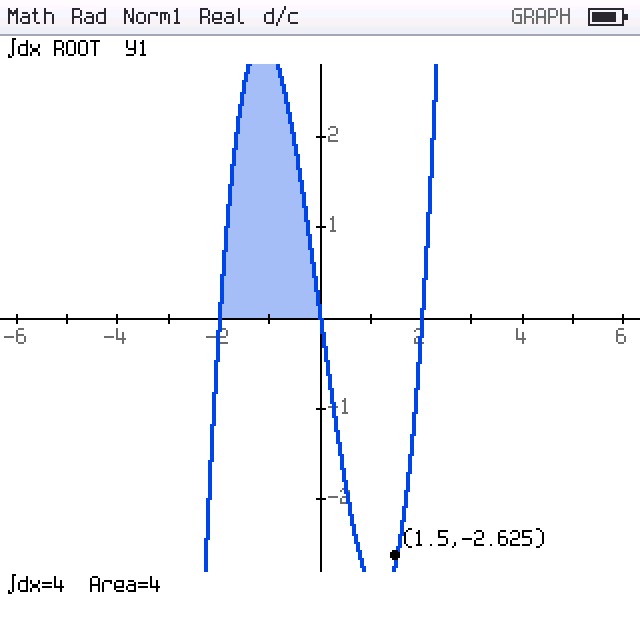 Math Rad Norm1 Real d/c GRAPH
∫dx ROOT Y1
2
1
-6 -4 -2 2 4 6
-1
-2
(1.5,-2.625)
∫dx=4 Area=4